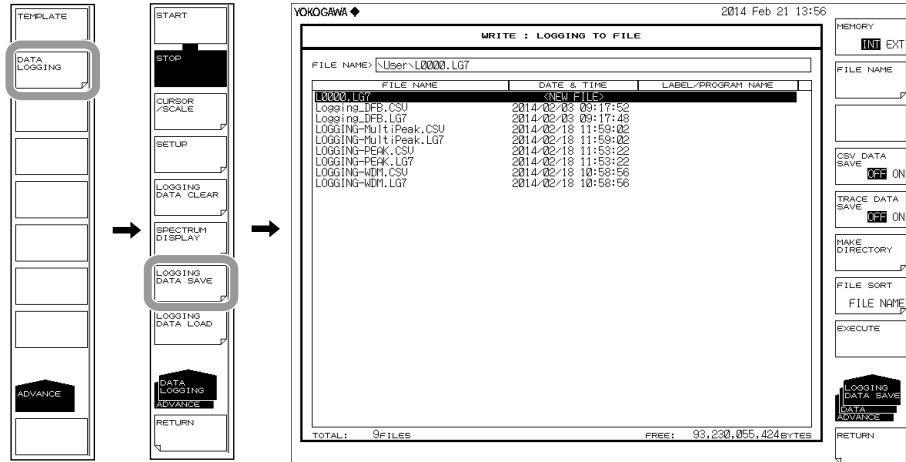 TEMPLATE
DATA
LOGGING
ADVANCE
START
STOP
CURSOR
/SCALE
SETUP
LOGGING
DATA CLEAR
SPECTRUM
DISPLAY
LOGGING
DATA SAVE
LOGGING
DATA LOAD
DATA
LOGGING
ADVANCE
RETURN
YOKOGAWA 2014 Feb 21 13:56
WRITE : LOGGING TO FILE
FILE NAME> \User\L0000.LG7
FILE NAME DATE & TIME LABEL/PROGRAM NAME
L0000.LG7 <NEW FILE>
Logging_DFB.CSV 2014/02/03 09:17:52
Logging_DFB.LG7 2014/02/03 09:17:48
LOGGING-MultiPeak.CSV 2014/02/18 11:59:02
LOGGING-MultiPeak.LG7 2014/02/18 11:59:02
LOGGING-PEAK.CSV 2014/02/18 11:53:22
LOGGING-PEAK.LG7 2014/02/18 11:53:22
LOGGING-WDM.CSV 2014/02/18 10:58:56
LOGGING-WDM.LG7 2014/02/18 10:58:56
TOTAL: 9FILES FREE: 93,230,055,424 BYTES
MEMORY
INT EXT
FILE NAME
CSV DATA
SAVE
OFF ON
TRACE DATA
SAVE
OFF ON
MAKE
DIRECTORY
FILE SORT
FILE NAME
EXECUTE
LOGGING
DATA SAVE
DATA
ADVANCE
RETURN